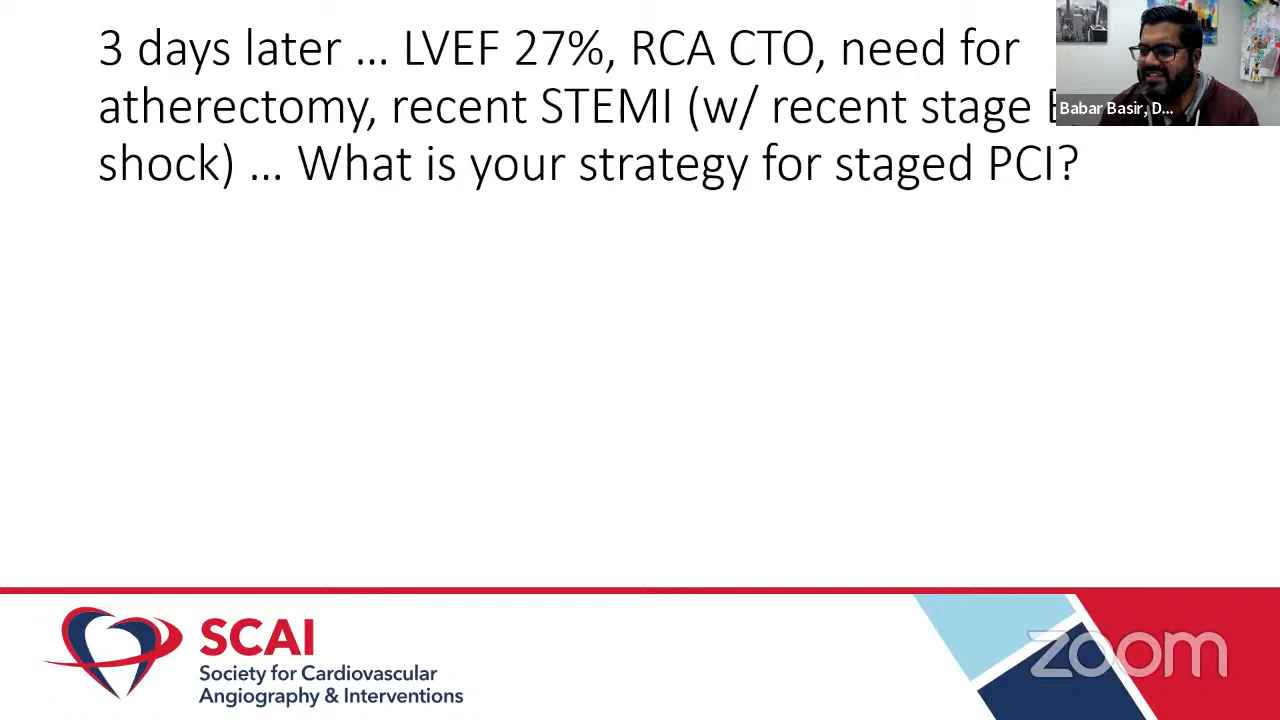 3 days later … LVEF 27%, RCA CTO, need for
atherectomy, recent STEMI (w/ recent stage
shock) … What is your strategy for staged PCI?
Babar Basir, D...
SCAI
Society for Cardiovascular
Angiography & Interventions
zoom